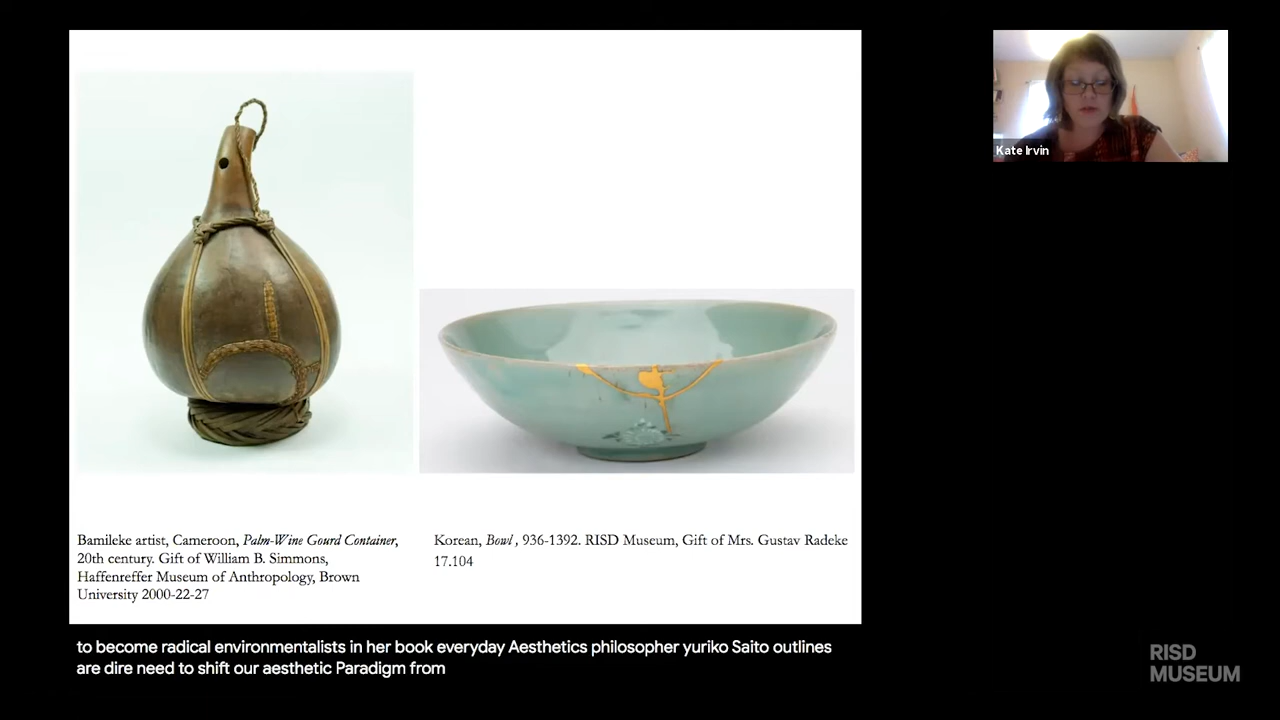 Kate Irvin
Bamileke artist, Cameroon, Palm-Wine Gourd Container,
20th century. Gift of William B. Simmons,
Haffenreffer Museum of Anthropology, Brown
University 2000-22-27
Korean, Bowl , 936-1392. RISD Museum, Gift of Mrs. Gustav Radeke
17.104
to become radical environmentalists in her book everyday Aesthetics philosopher yuriko Saito outlines
are dire need to shift our aesthetic Paradigm from
RISD
MUSEUM